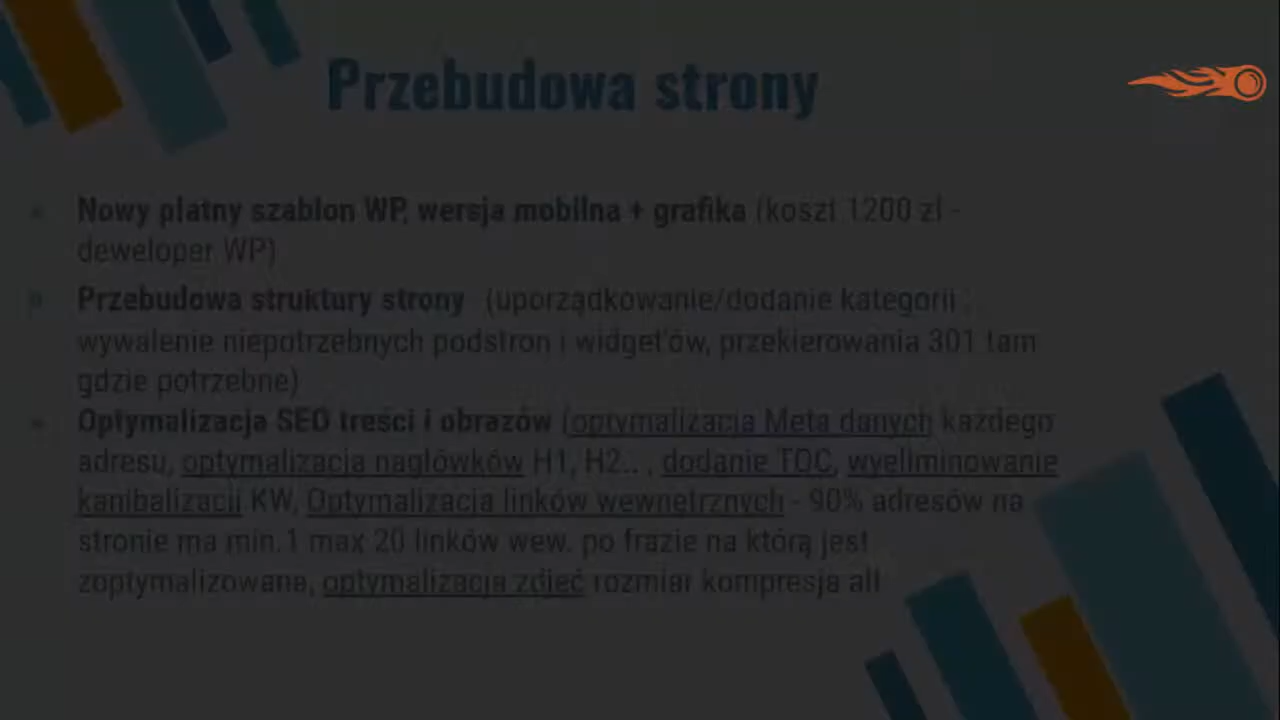 Przebudowa strony
Nowy płatny szablon WP, wersja mobilna + grafika (koszt 1200 zł -
deweloper WP)
Przebudowa struktury strony (uporządkowanie/dodanie kategorii ,
wywalenie niepotrzebnych podstron i widget'ów, przekierowania 301 tam
gdzie potrzebne)
Optymalizacja SEO treści i obrazów (optymalizacja Meta danych każdego
adresu, optymalizacja nagłówków H1, H2.. , dodanie TOC, wyeliminowanie
kanibalizacji KW, Optymalizacja linków wewnętrznych - 90% adresów na
stronie ma min.1 max 20 linków wew. po frazie na którą jest
zoptymalizowana, optymalizacja zdjęć rozmiar kompresja alt